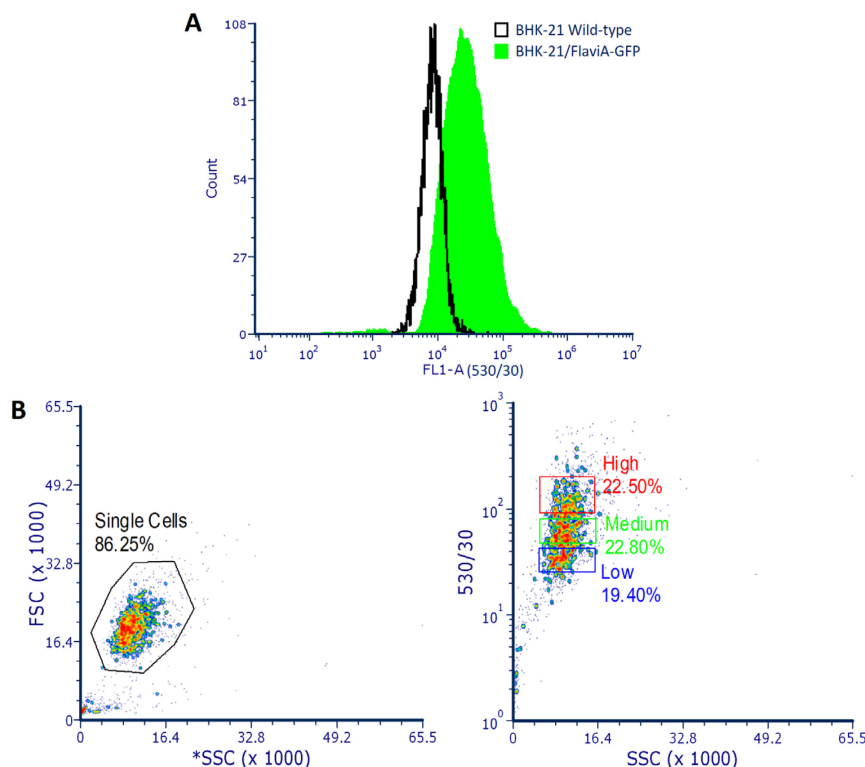 A
BHK-21 Wild-type
BHK-21/FlaviA-GFP
108
81
54
27
0
Count
10¹ 10² 10³ 10⁴ 10⁵ 10⁶ 10⁷
FL1-A (530/30)
B
65.5
49.2
32.8
16.4
0
FSC (x 1000)
Single Cells
86.25%
0 16.4 32.8 49.2 65.5
*SSC (x 1000)
10³
10²
10¹
10⁰
530/30
High
22.50%
Medium
22.80%
Low
19.40%
0 16.4 32.8 49.2 65.5
SSC (x 1000)